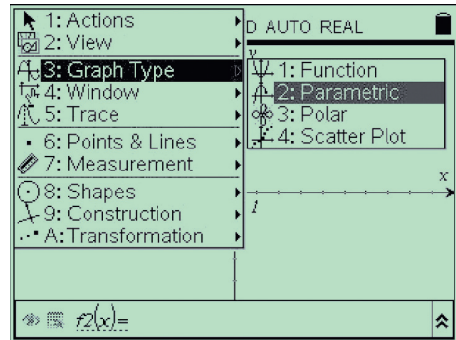 1: Actions
2: View
3: Graph Type
4: Window
5: Trace
6: Points & Lines
7: Measurement
8: Shapes
9: Construction
A: Transformation
D AUTO REAL
y
1: Function
2: Parametric
3: Polar
4: Scatter Plot
x
1
f2(x)=